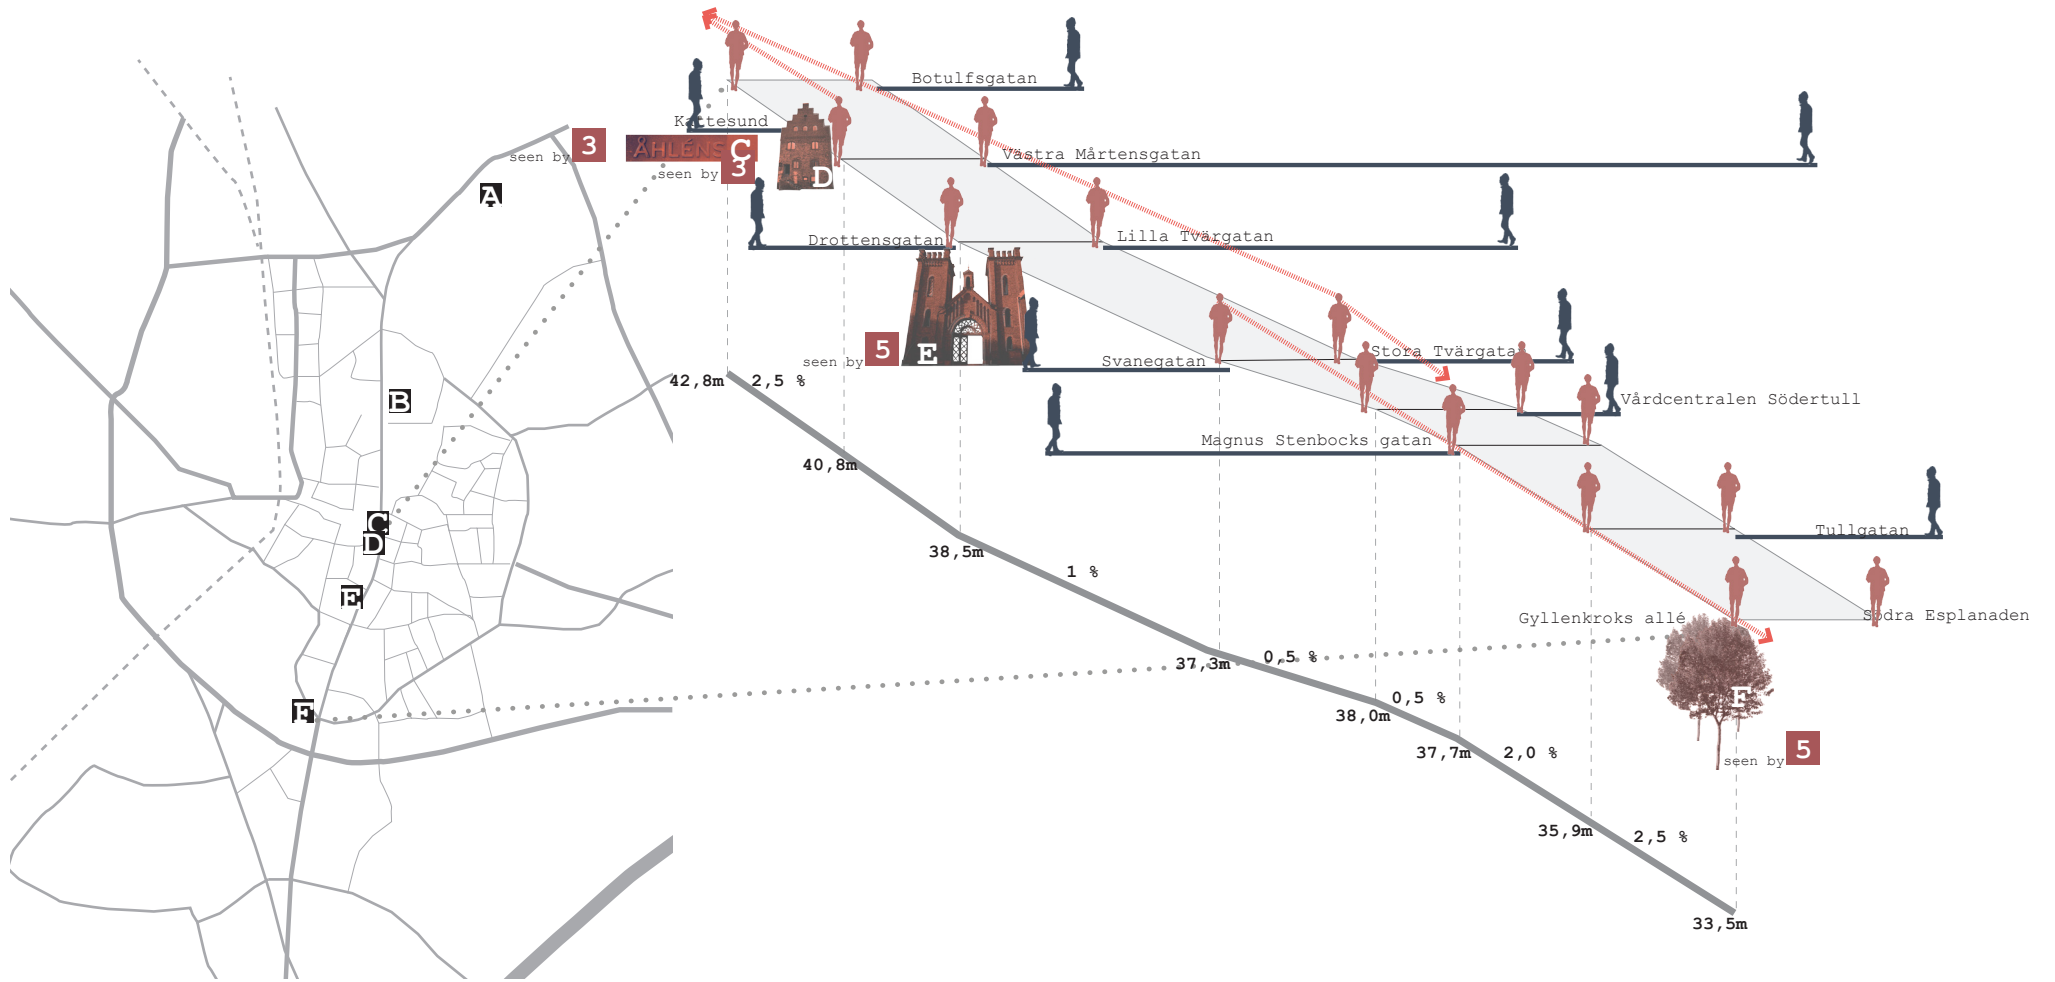 Botulfsgatan
Kattesund
3
seen by
ÅHLÉNS
C
seen by
3
D
Västra Mårtensgatan
A
Drottensgatan
Lilla Tvärgatan
seen by
5
E
Svanegatan
Stora Tvärgata
42,8m
2,5 %
B
Vårdcentralen Södertull
Magnus Stenbocks gatan
40,8m
C
D
38,5m
Tullgatan
1 %
E
Gyllenkroks allé
Södra Esplanaden
37,3m
0,5 %
F
0,5 %
F
38,0m
37,7m
2,0 %
seen by
5
35,9m
2,5 %
33,5m